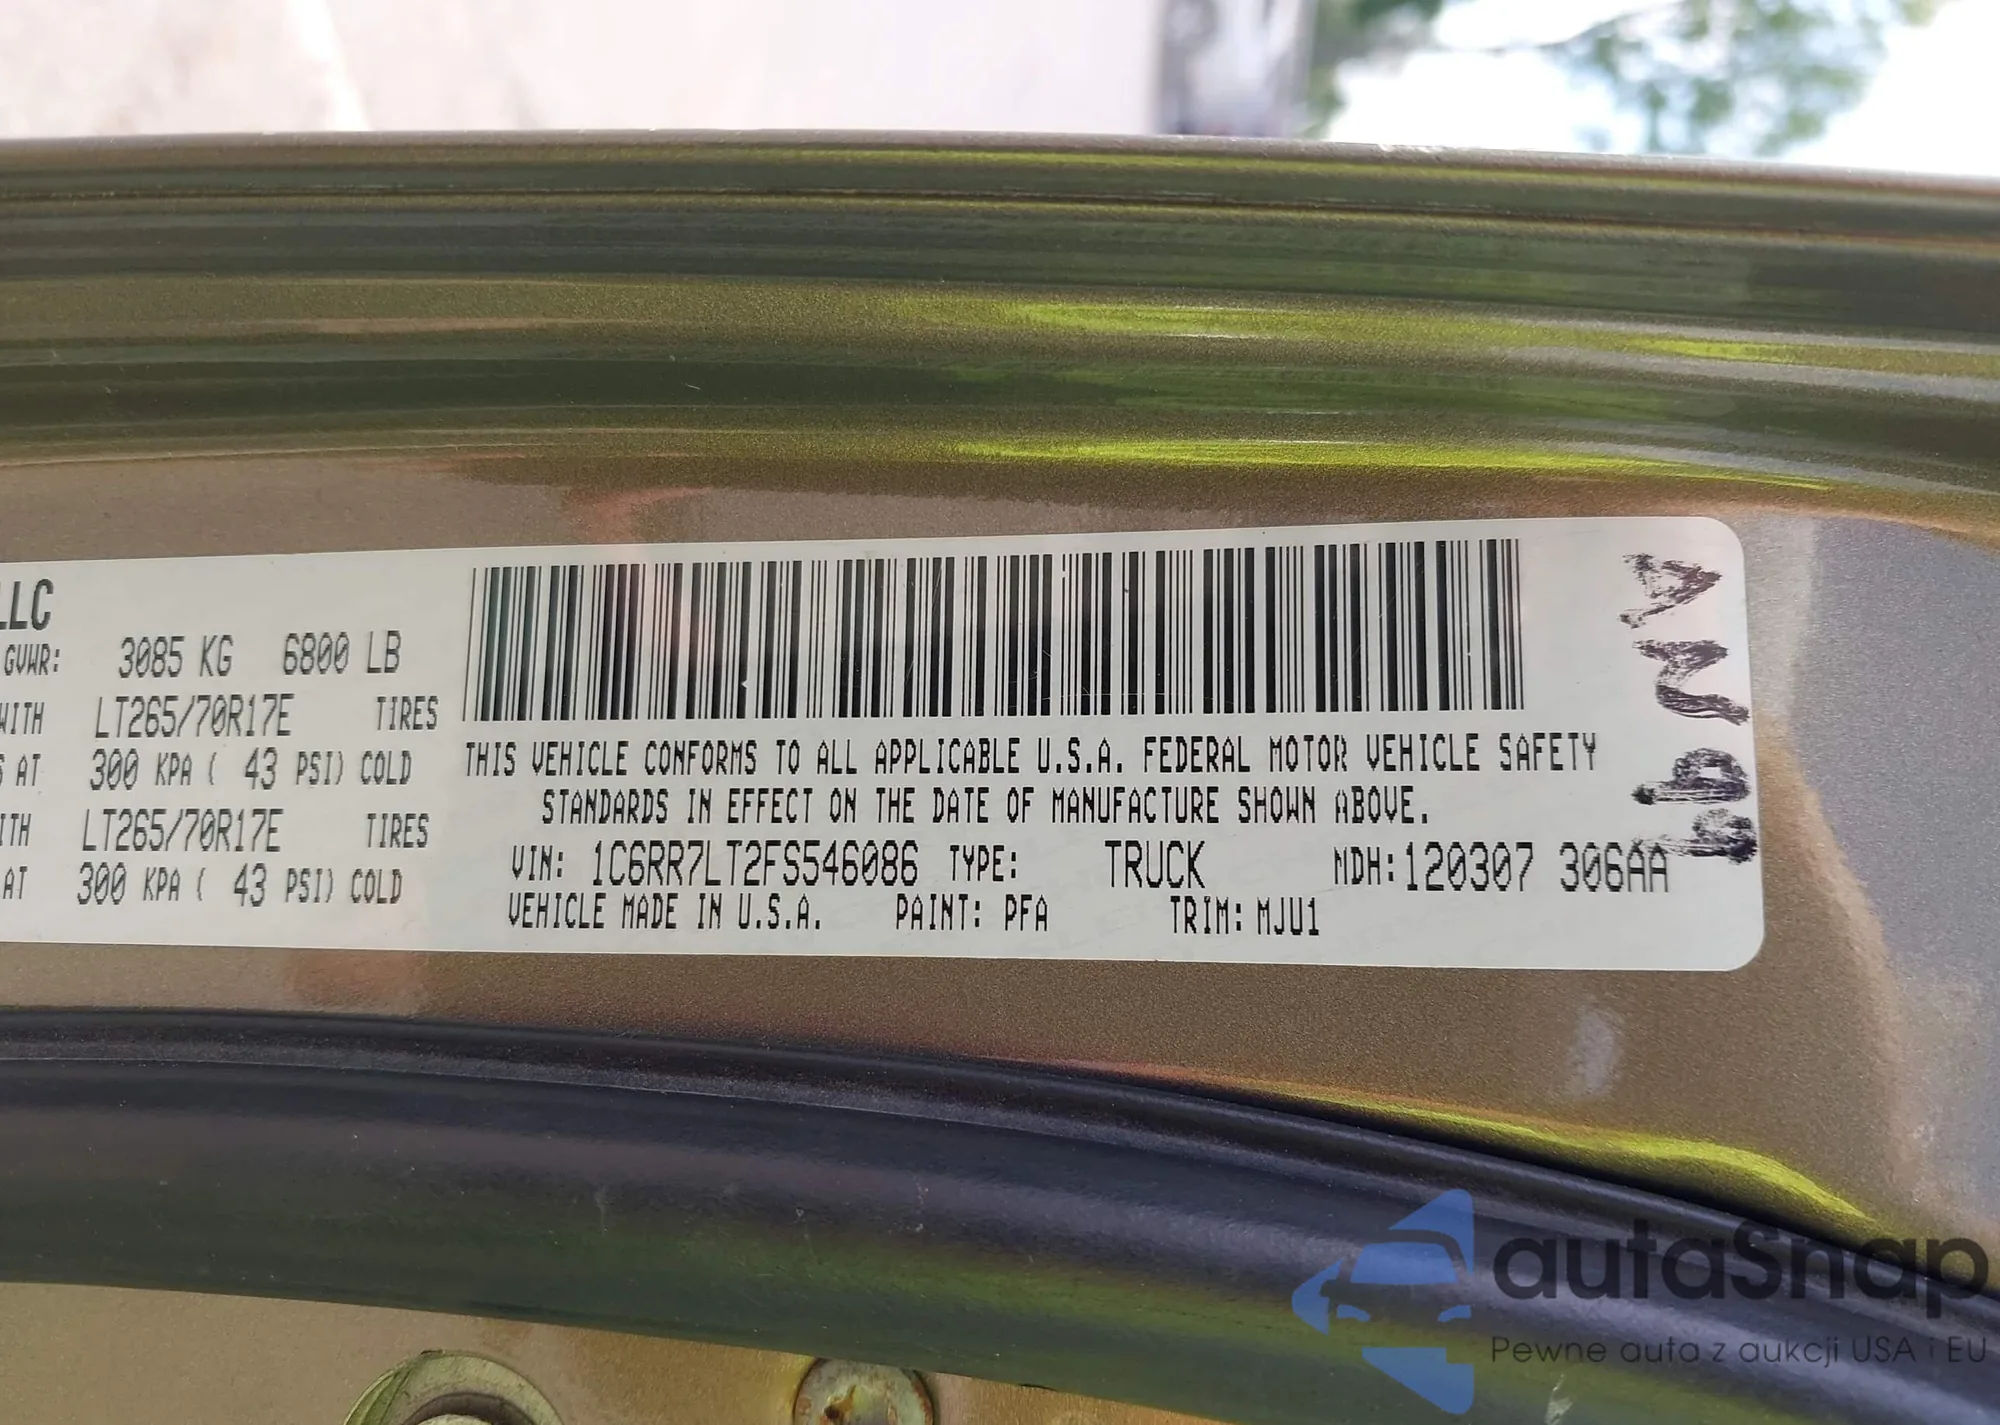 LLC
GVWR: 3085 KG 6800 LB
WITH LT265/70R17E TIRES
S AT 300 KPA ( 43 PSI) COLD
ITH LT265/70R17E TIRES
AT 300 KPA ( 43 PSI) COLD
THIS VEHICLE CONFORMS TO ALL APPLICABLE U.S.A. FEDERAL MOTOR VEHICLE SAFETY
STANDARDS IN EFFECT ON THE DATE OF MANUFACTURE SHOWN ABOVE.
VIN: 1C6RR7LT2FS546086 TYPE: TRUCK MDH:120307 306AA
VEHICLE MADE IN U.S.A. PAINT: PFA TRIM: MJU1
autaSnap
Pewne auta z aukcji USA i EU